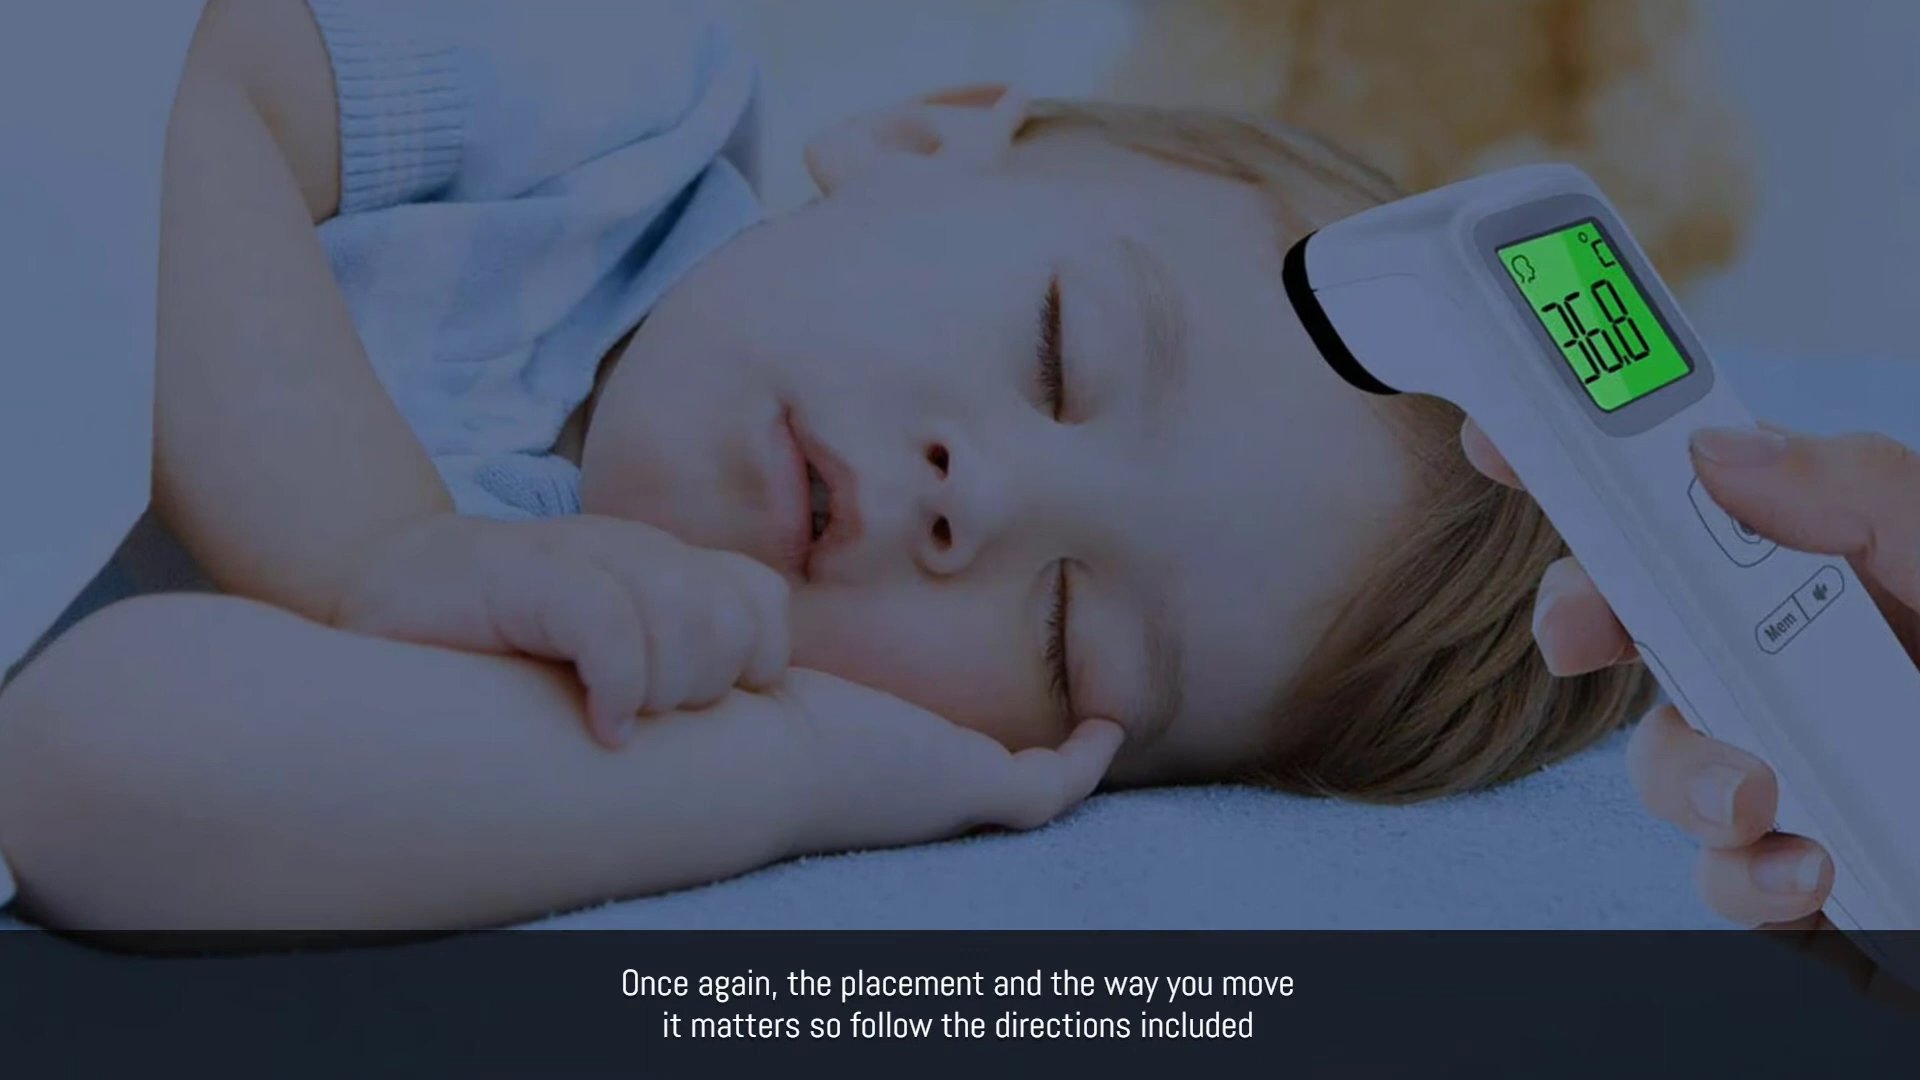 °C
36.8
Mem
Once again, the placement and the way you move
it matters so follow the directions included